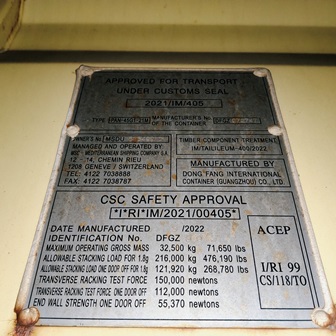 APPROVED FOR TRANSPORT
UNDER CUSTOMS SEAL
2021/IM/405
TYPE MANUFACTURER'S No. OF THE CONTAINER DFGZ
OWNER'S No. MSDU
MANAGED AND OPERATED BY
MSC - MEDITERRANEAN SHIPPING COMPANY S.A.
12 - 14, CHEMIN RIEU
1208 GENEVE / SWITZERLAND
TEL: 4122 7038888
FAX: 4122 7038787
TIMBER COMPONENT TREATMENT
IM/TAILILEUM-400/2022
MANUFACTURED BY
DONG FANG INTERNATIONAL
CONTAINER (GUANGZHOU) CO., LTD
CSC SAFETY APPROVAL
*I*RI*IM/2021/00405*
DATE MANUFACTURED /2022
IDENTIFICATION No. DFGZ
MAXIMUM OPERATING GROSS MASS 32,500 kg 71,650 lbs
ALLOWABLE STACKING LOAD FOR 1.8g 216,000 kg 476,190 lbs
ALLOWABLE STACKING LOAD ONE DOOR OFF FOR 1.8g 121,920 kg 268,780 lbs
TRANSVERSE RACKING TEST FORCE 150,000 newtons
TRANSVERSE RACKING TEST FORCE ONE DOOR OFF 112,000 newtons
END WALL STRENGTH ONE DOOR OFF 55,370 newtons
ACEP
I/RI 99
CS/118/TO